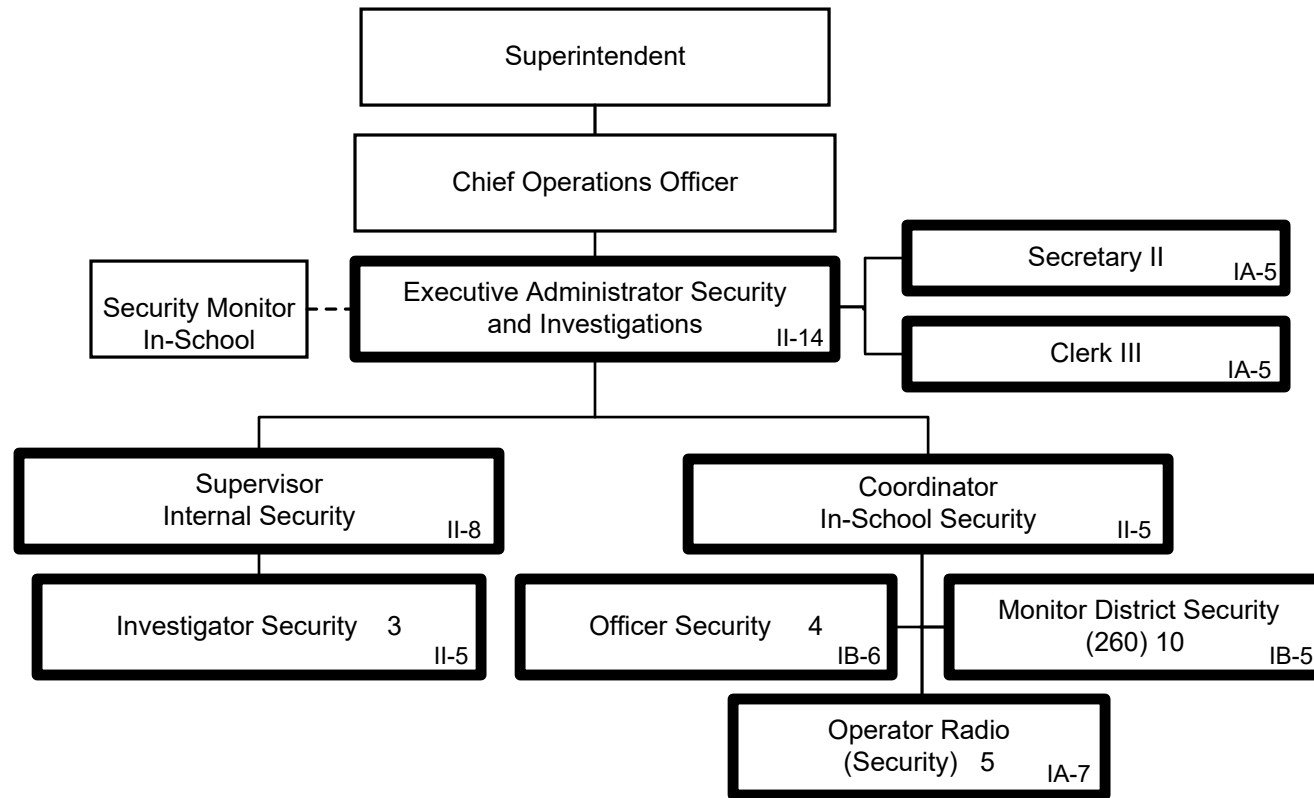 Superintendent
Chief Operations Officer
Security Monitor
In-School
Executive Administrator Security
and Investigations
II-14
Secretary II
IA-5
Clerk III
IA-5
Supervisor
Internal Security
II-8
Coordinator
In-School Security
II-5
Investigator Security 3
II-5
Officer Security 4
IB-6
Monitor District Security
(260) 10
IB-5
Operator Radio
(Security) 5
IA-7